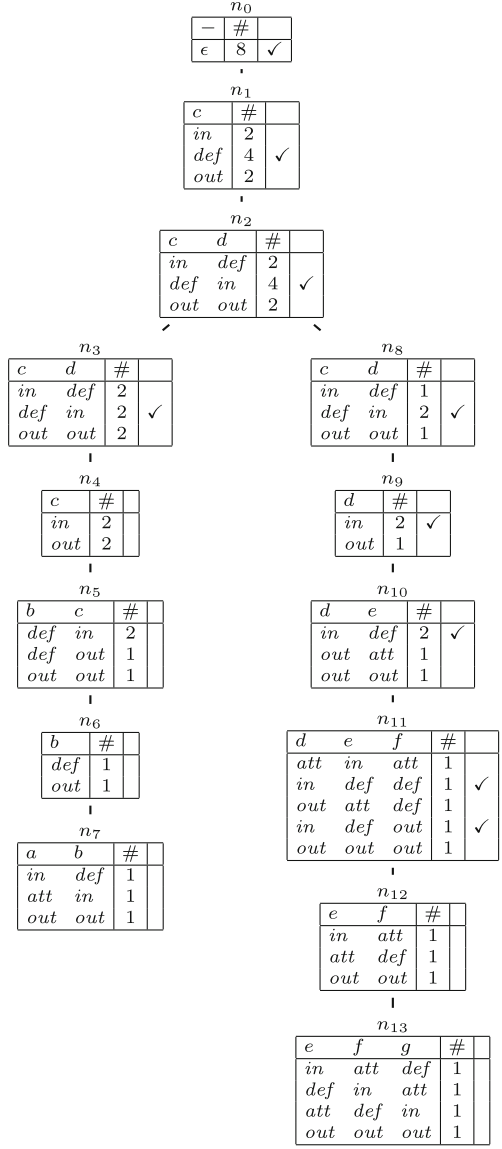 n₀
− #
ϵ 8 ✓
n₁
c #
in 2
def 4 ✓
out 2
n₂
c d #
in def 2
def in 4 ✓
out out 2
n₃
c d #
in def 2
def in 2 ✓
out out 2
n₄
c #
in 2
out 2
n₅
b c #
def in 2
def out 1
out out 1
n₆
b #
def 1
out 1
n₇
a b #
in def 1
att in 1
out out 1
n₈
c d #
in def 1
def in 2 ✓
out out 1
n₉
d #
in 2 ✓
out 1
n₁₀
d e #
in def 2 ✓
out att 1
out out 1
n₁₁
d e f #
att in att 1
in def def 1 ✓
out att def 1
in def out 1 ✓
out out out 1
n₁₂
e f #
in att 1
att def 1
out out 1
n₁₃
e f g #
in att def 1
def in att 1
att def in 1
out out out 1